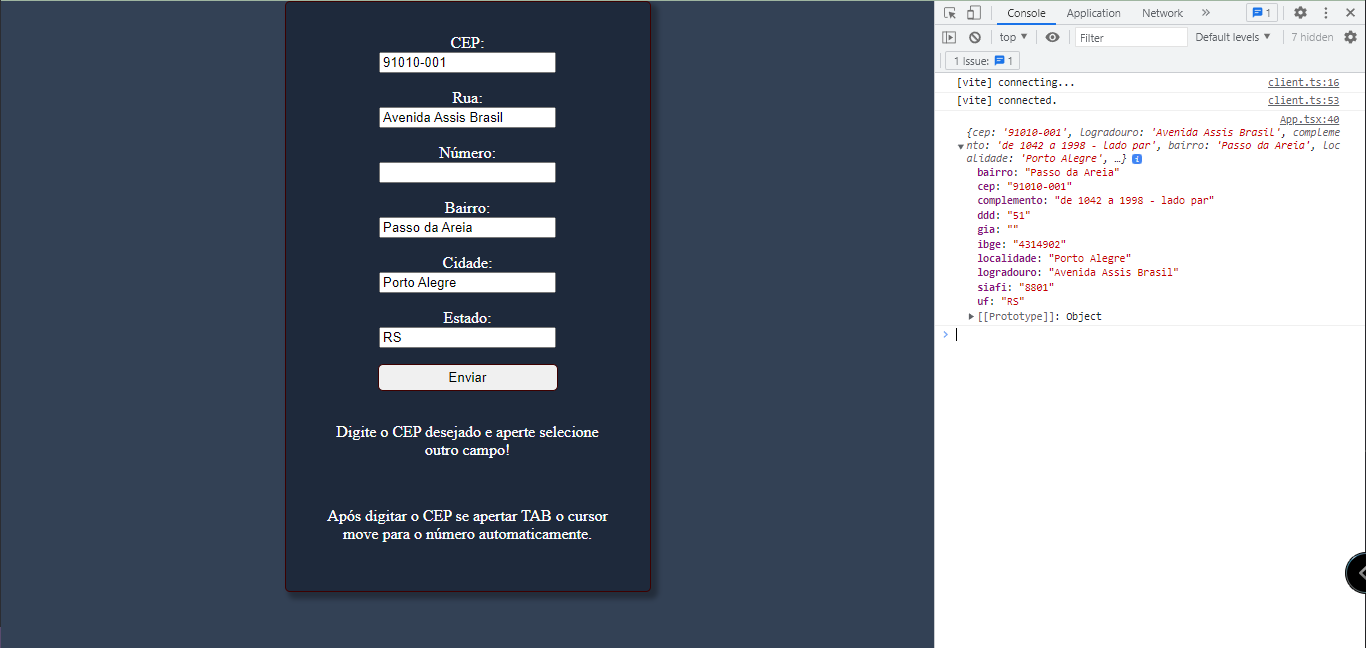 CEP:
91010-001
Rua:
Avenida Assis Brasil
Número:
Bairro:
Passo da Areia
Cidade:
Porto Alegre
Estado:
RS
Enviar
Digite o CEP desejado e aperte selecione
outro campo!
Após digitar o CEP se apertar TAB o cursor
move para o número automaticamente.
Console Application Network » 1
top ▼ Filter Default levels ▼ 7 hidden
1 Issue: 1
[vite] connecting... client.ts:16
[vite] connected. client.ts:53
App.tsx:40
{cep: '91010-001', logradouro: 'Avenida Assis Brasil', comple
nto: 'de 1042 a 1998 - lado par', bairro: 'Passo da Areia', loc
alidade: 'Porto Alegre', …} i
bairro: "Passo da Areia"
cep: "91010-001"
complemento: "de 1042 a 1998 - lado par"
ddd: "51"
gia: ""
ibge: "4314902"
localidade: "Porto Alegre"
logradouro: "Avenida Assis Brasil"
siafi: "8801"
uf: "RS"
[[Prototype]]: Object